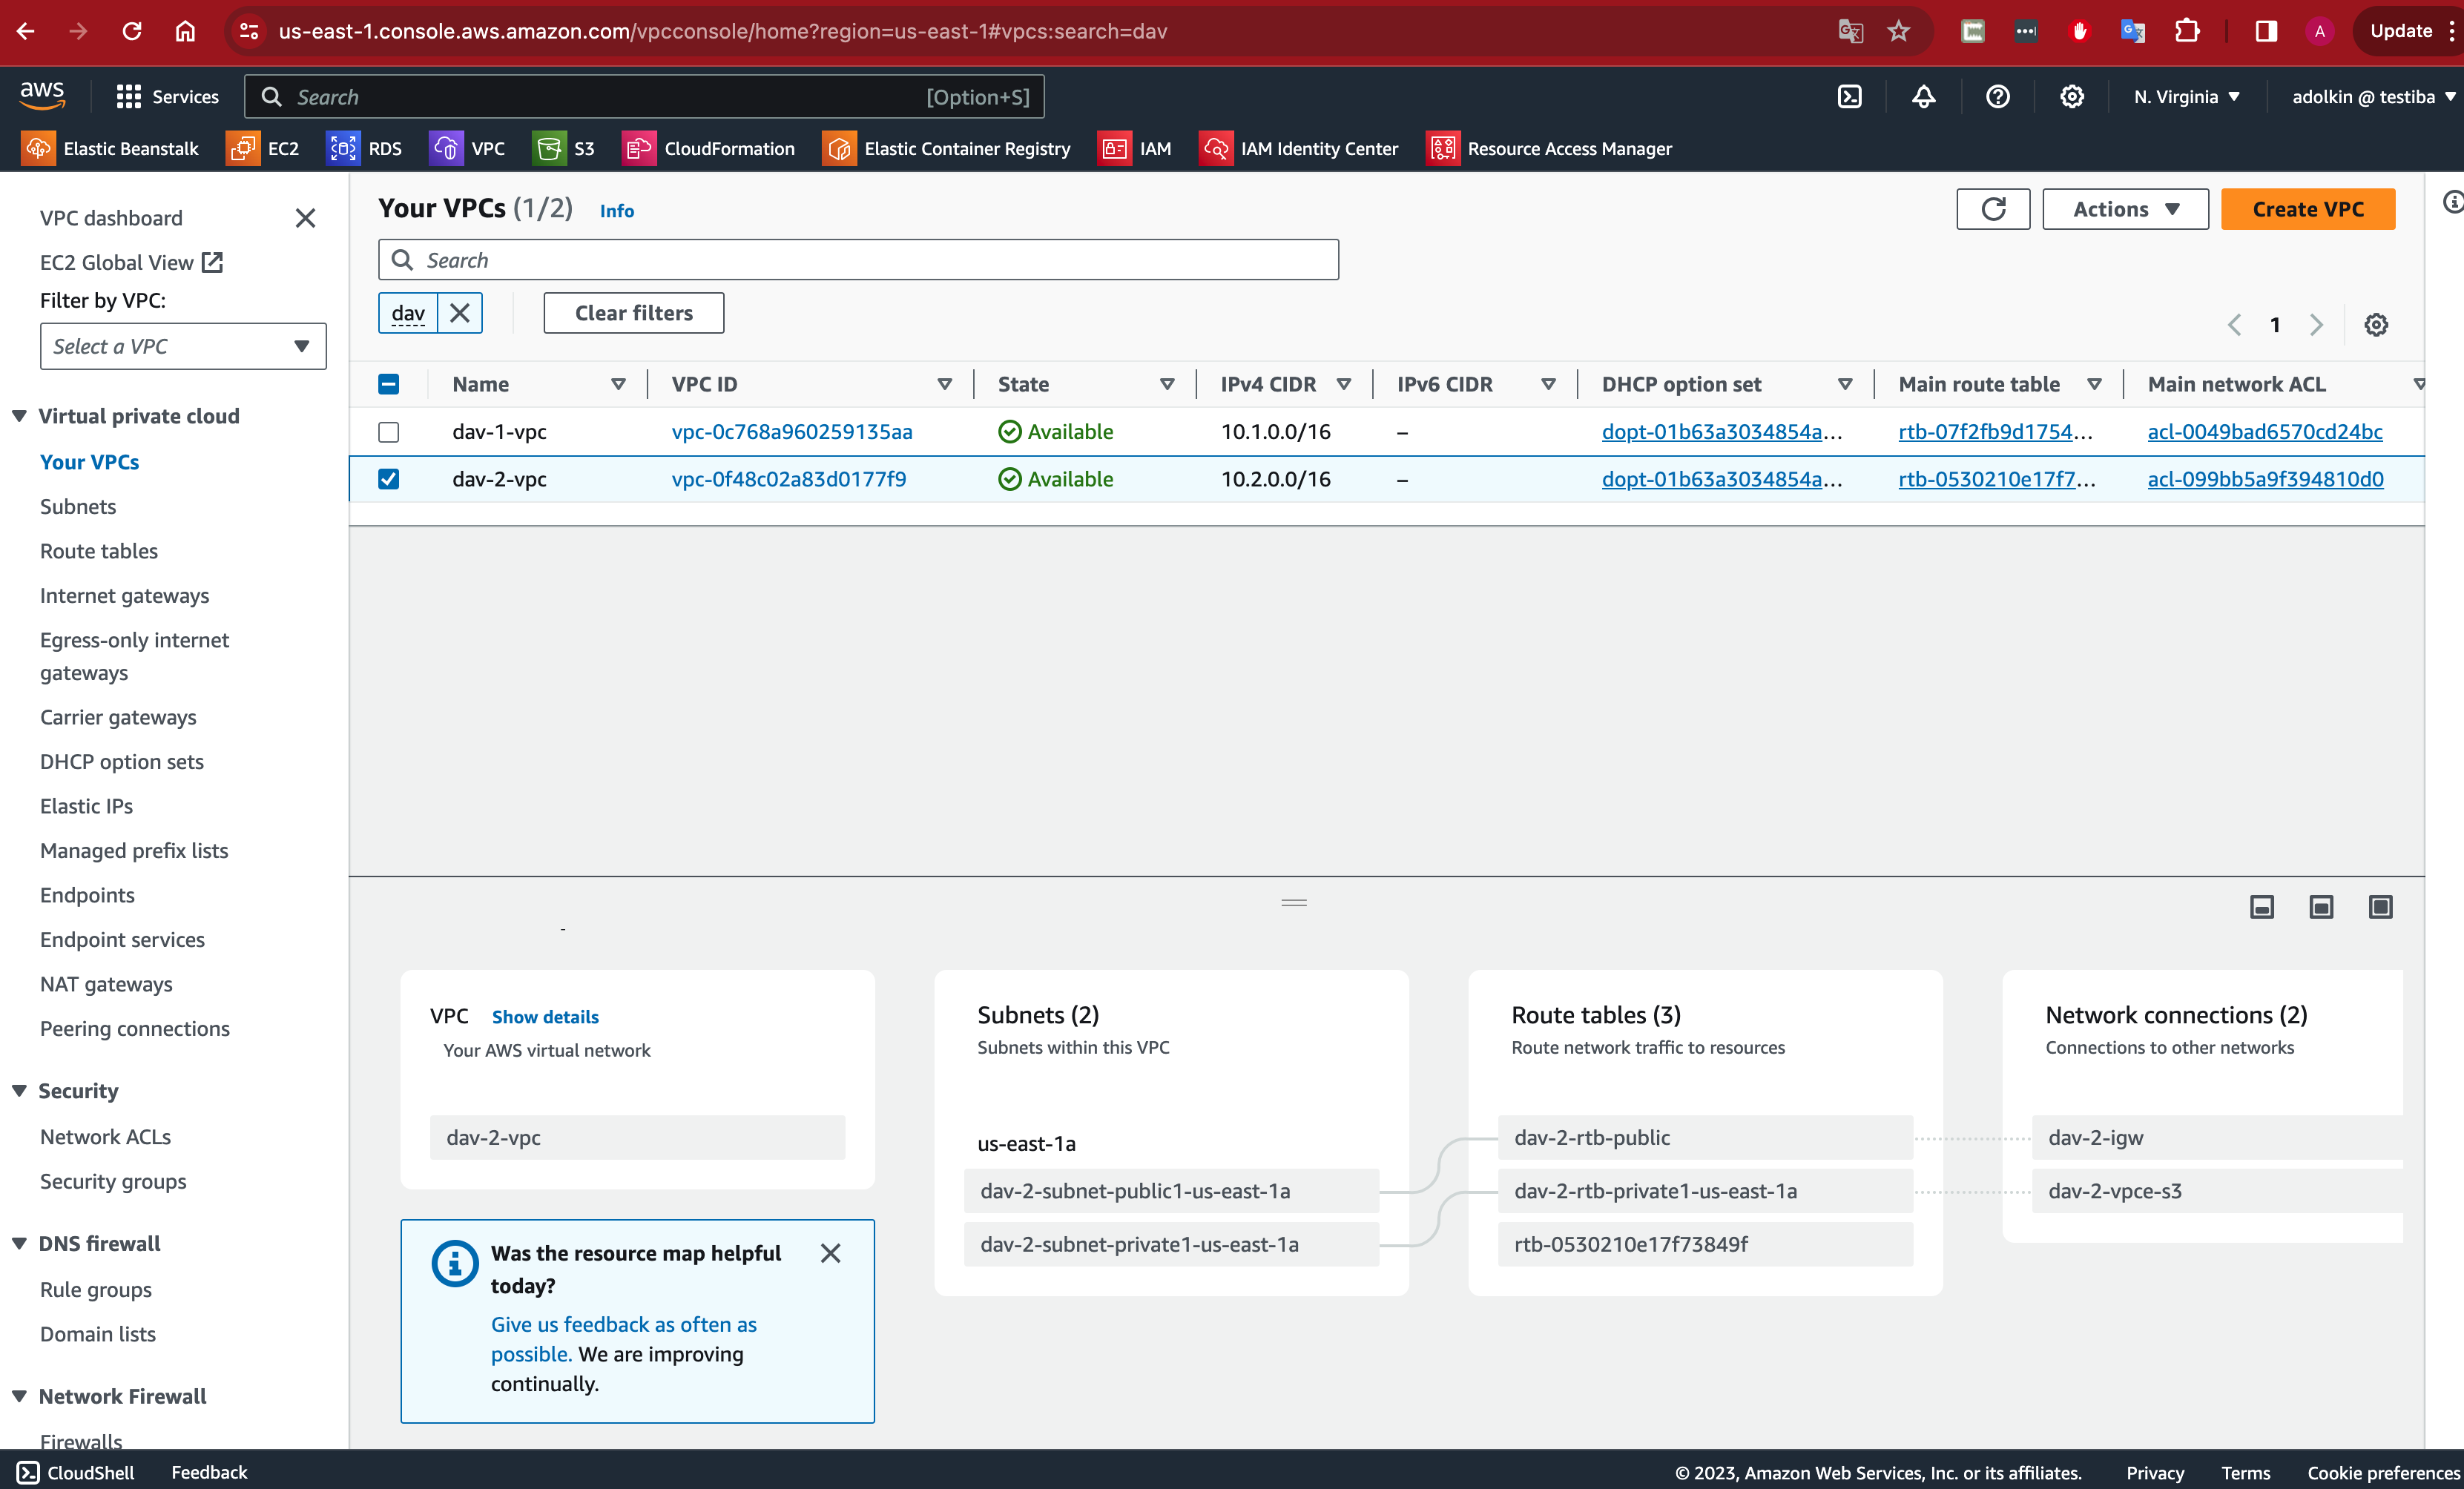 us-east-1.console.aws.amazon.com/vpcconsole/home?region=us-east-1#vpcs:search=dav
A
Update
aws
Services
Search
[Option+S]
N. Virginia
adolkin @ testiba
Elastic Beanstalk
EC2
RDS
VPC
S3
CloudFormation
Elastic Container Registry
IAM
IAM Identity Center
Resource Access Manager
VPC dashboard
EC2 Global View
Filter by VPC:
Select a VPC
Virtual private cloud
Your VPCs
Subnets
Route tables
Internet gateways
Egress-only internet
gateways
Carrier gateways
DHCP option sets
Elastic IPs
Managed prefix lists
Endpoints
Endpoint services
NAT gateways
Peering connections
Security
Network ACLs
Security groups
DNS firewall
Rule groups
Domain lists
Network Firewall
Firewalls
Your VPCs (1/2) Info
Actions
Create VPC
Search
dav
Clear filters
1
Name VPC ID State IPv4 CIDR IPv6 CIDR DHCP option set Main route table Main network ACL
dav-1-vpc vpc-0c768a960259135aa Available 10.1.0.0/16 – dopt-01b63a3034854a... rtb-07f2fb9d1754... acl-0049bad6570cd24bc
dav-2-vpc vpc-0f48c02a83d0177f9 Available 10.2.0.0/16 – dopt-01b63a3034854a... rtb-0530210e17f7... acl-099bb5a9f394810d0
-
VPC Show details
Your AWS virtual network
dav-2-vpc
Was the resource map helpful
today?
Give us feedback as often as
possible. We are improving
continually.
Subnets (2)
Subnets within this VPC
us-east-1a
dav-2-subnet-public1-us-east-1a
dav-2-subnet-private1-us-east-1a
Route tables (3)
Route network traffic to resources
dav-2-rtb-public
dav-2-rtb-private1-us-east-1a
rtb-0530210e17f73849f
Network connections (2)
Connections to other networks
dav-2-igw
dav-2-vpce-s3
CloudShell
Feedback
© 2023, Amazon Web Services, Inc. or its affiliates.
Privacy
Terms
Cookie preferences